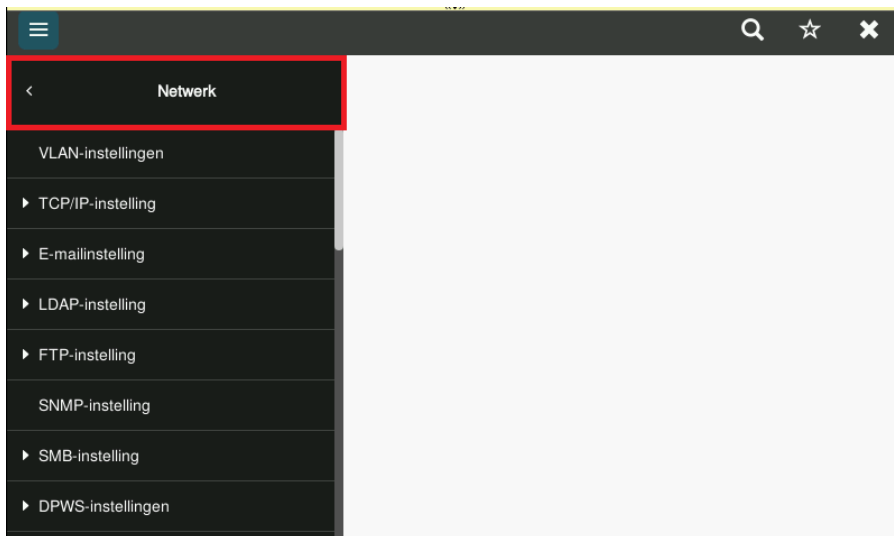 Netwerk
VLAN-instellingen
TCP/IP-instelling
E-mailinstelling
LDAP-instelling
FTP-instelling
SNMP-instelling
SMB-instelling
DPWS-instellingen